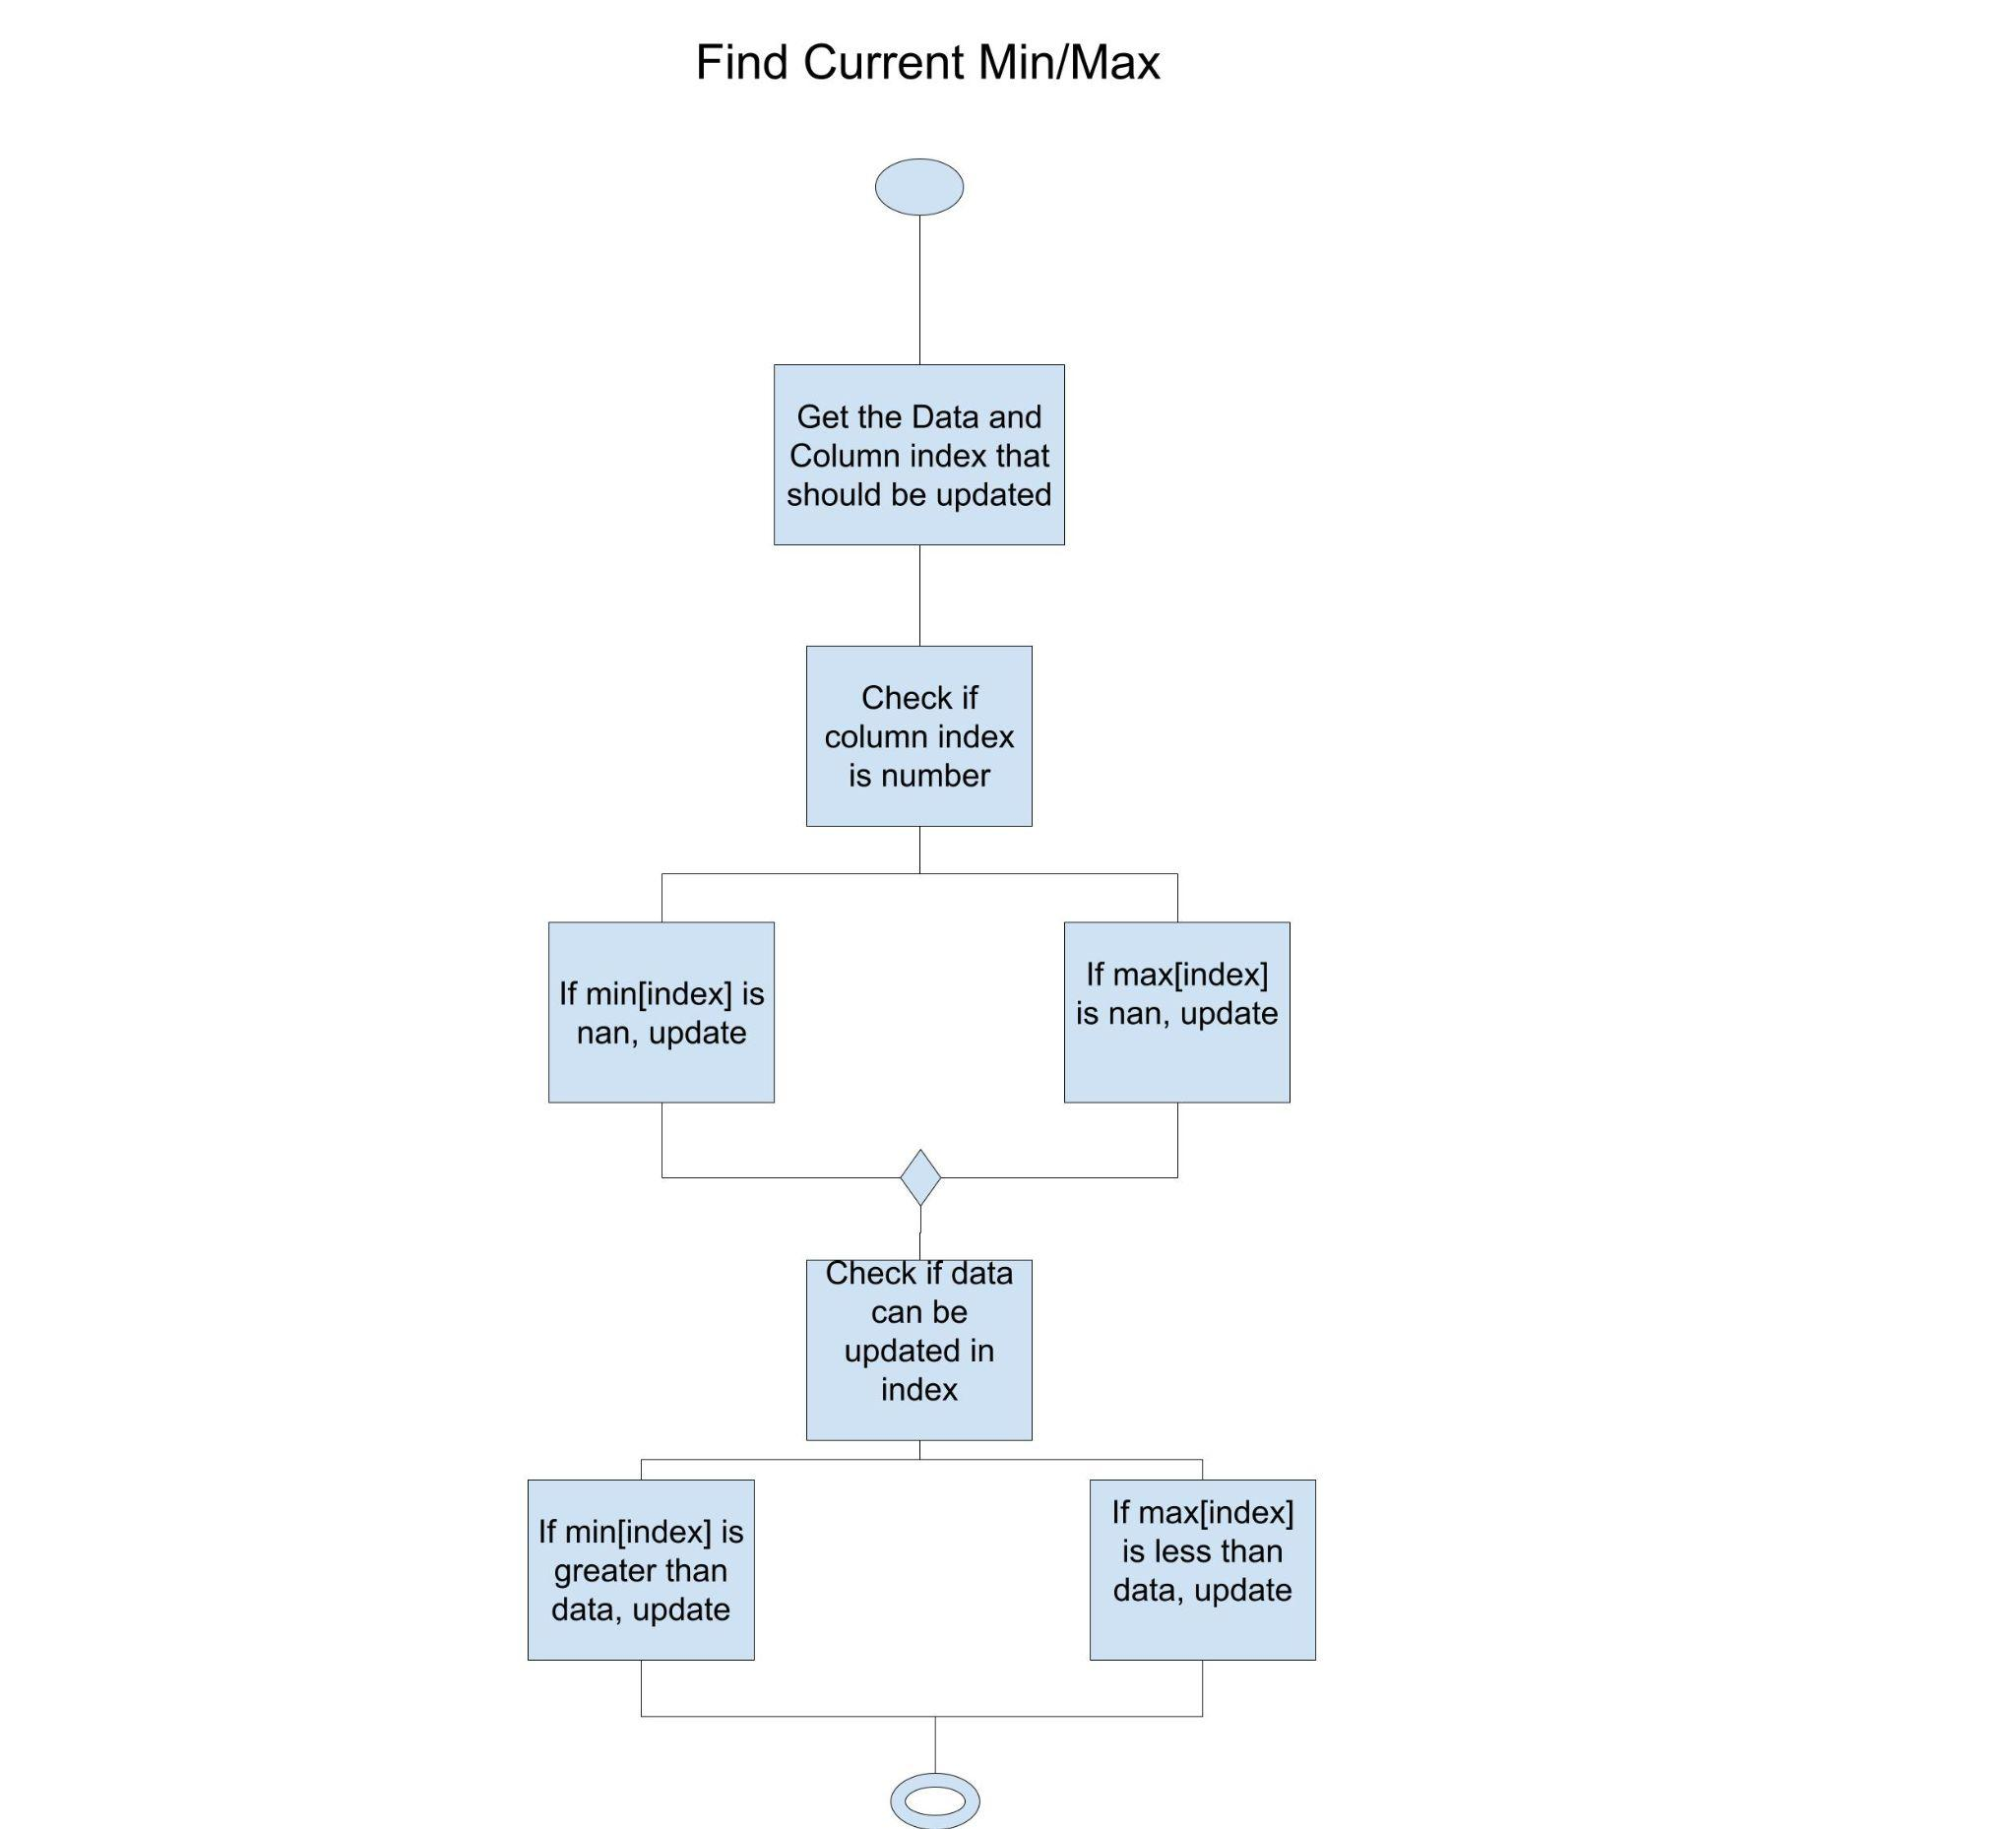 Find Current Min/Max
Get the Data and
Column index that
should be updated
Check if
column index
is number
If min[index] is
nan, update
If max[index]
is nan, update
Check if data
can be
updated in
index
If min[index] is
greater than
data, update
If max[index]
is less than
data, update